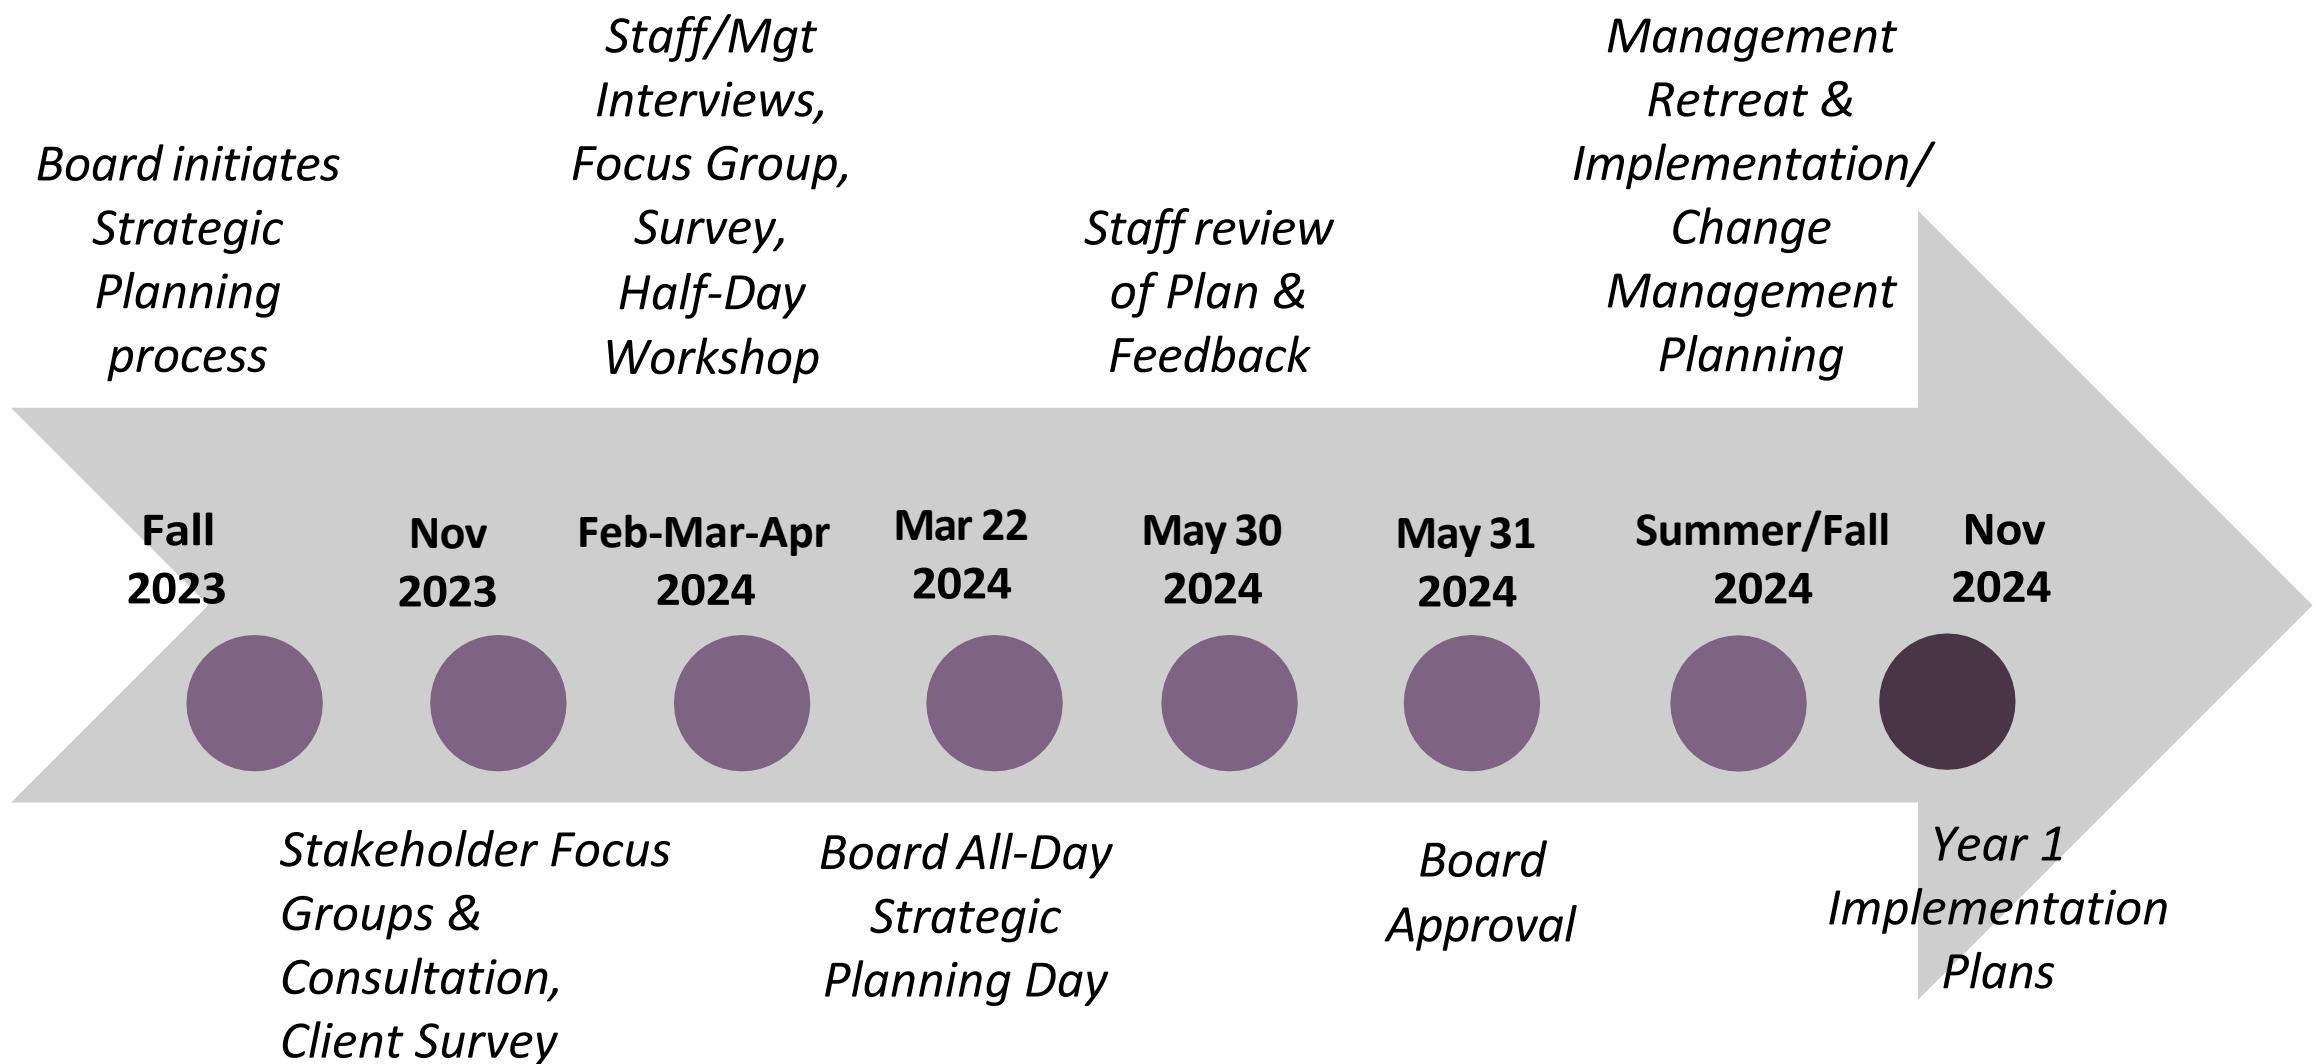 Board initiates
Strategic
Planning
process
Staff/Mgt
Interviews,
Focus Group,
Survey,
Half-Day
Workshop
Staff review
of Plan &
Feedback
Management
Retreat &
Implementation/
Change
Management
Planning
Fall
2023
Nov
2023
Feb-Mar-Apr
2024
Mar 22
2024
May 30
2024
May 31
2024
Summer/Fall
2024
Nov
2024
Stakeholder Focus
Groups &
Consultation,
Client Survey
Board All-Day
Strategic
Planning Day
Board
Approval
Year 1
Implementation
Plans